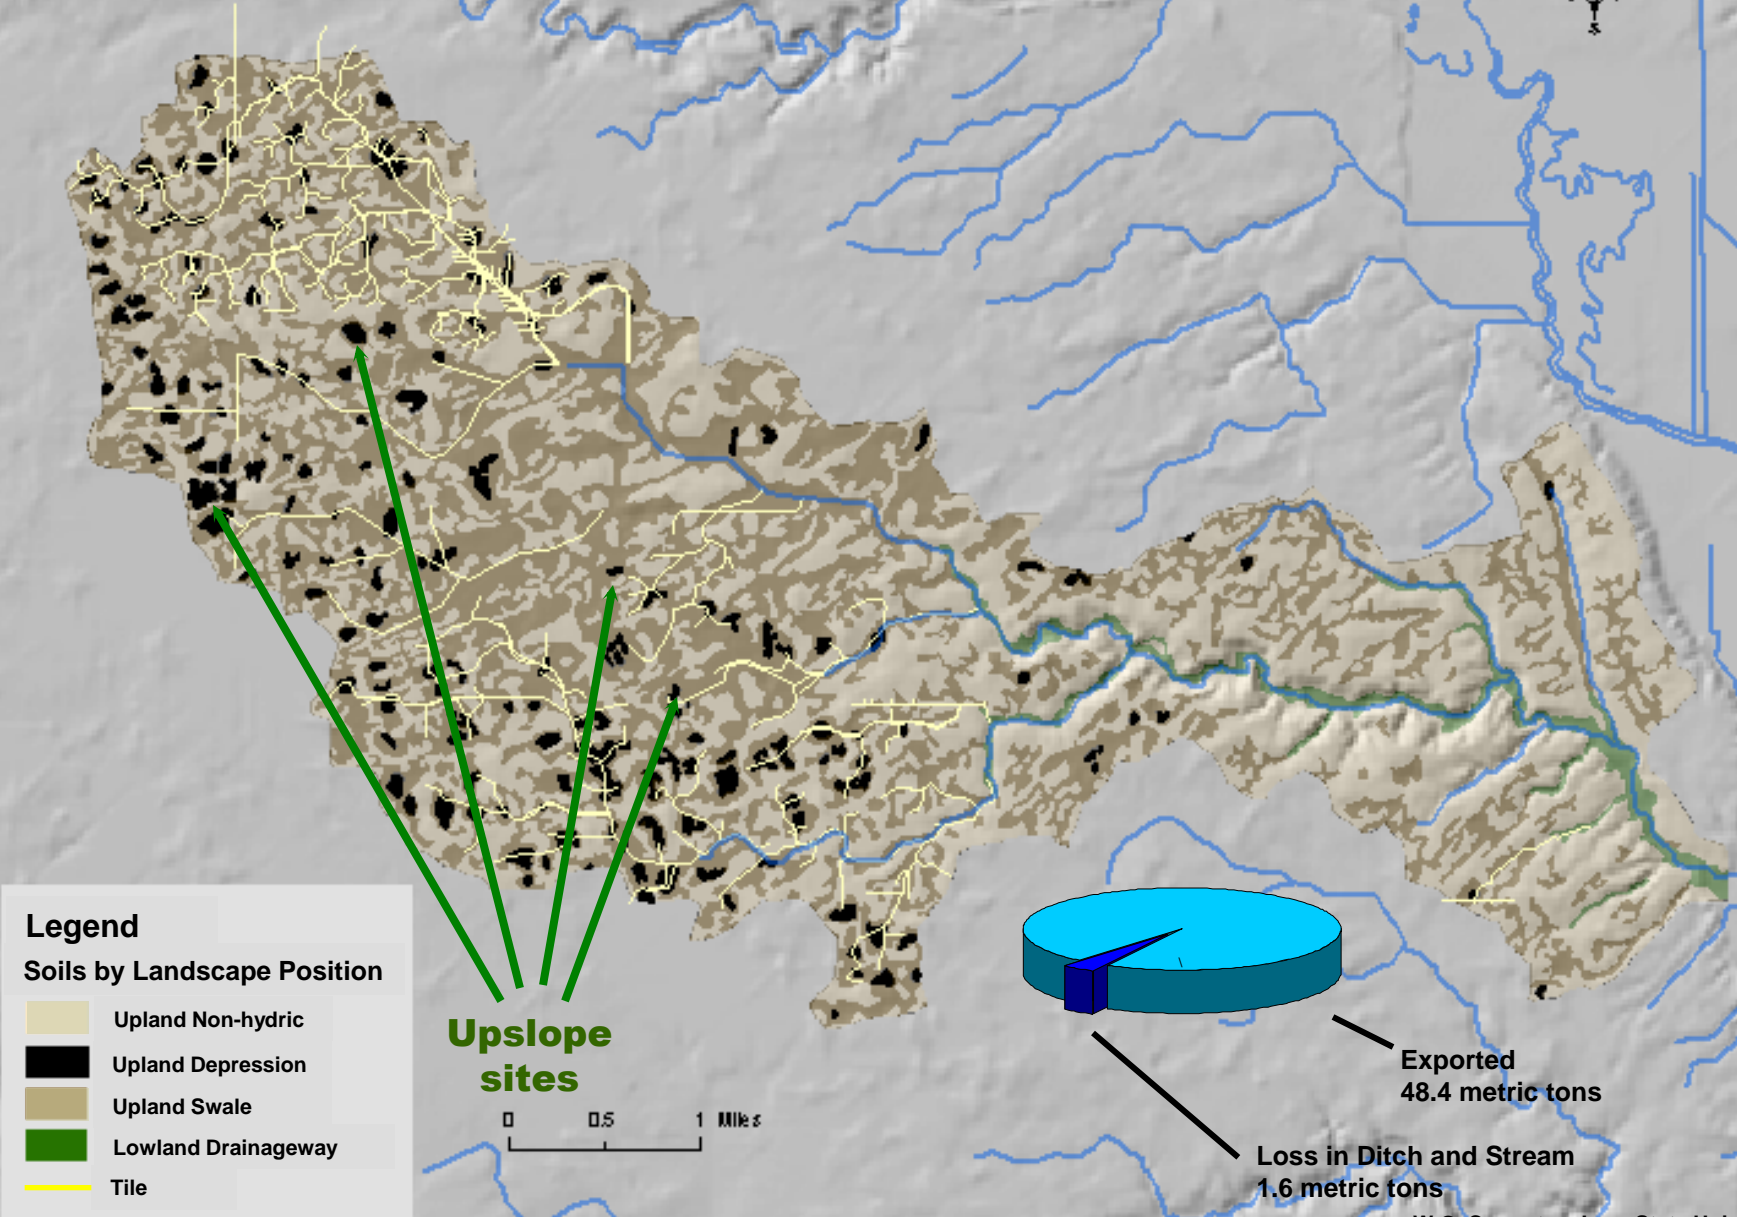 S
Legend
Soils by Landscape Position
Upland Non-hydric
Upland Depression
Upland Swale
Lowland Drainageway
Tile
Upslope
sites
0 0.5 1 Miles
Exported
48.4 metric tons
Loss in Ditch and Stream
1.6 metric tons